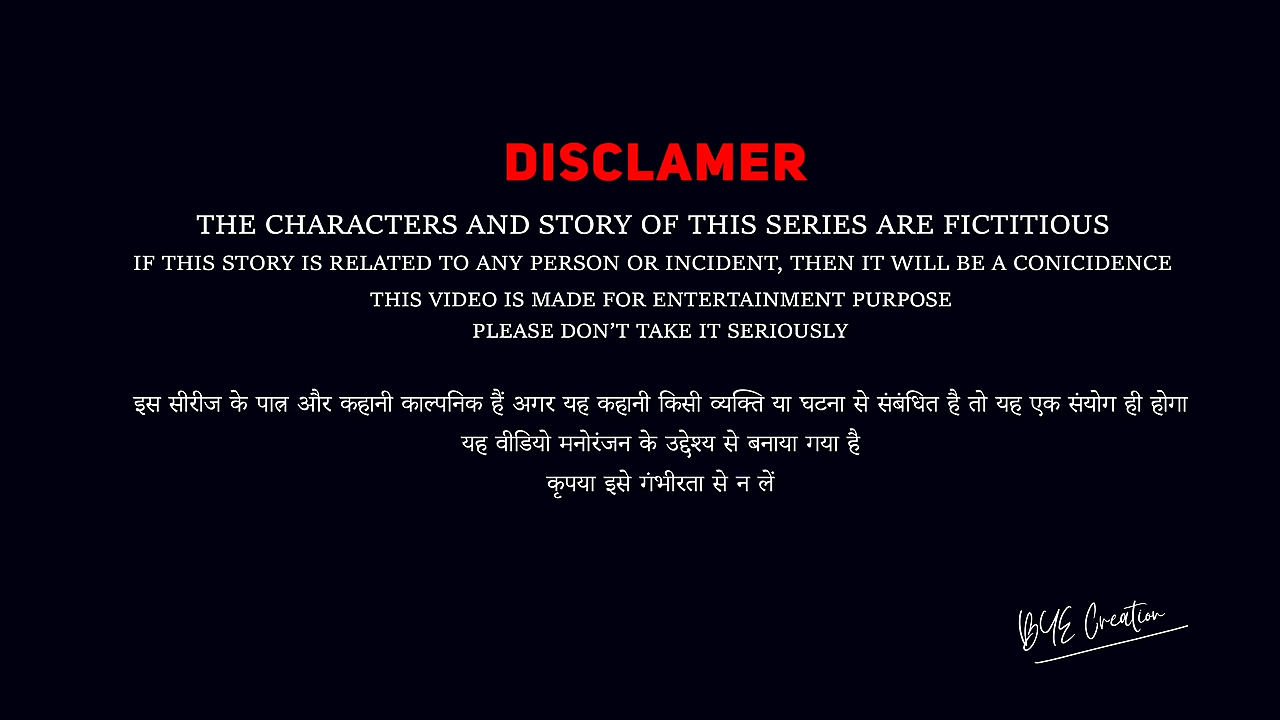 DISCLAMER
THE CHARACTERS AND STORY OF THIS SERIES ARE FICTITIOUS
IF THIS STORY IS RELATED TO ANY PERSON OR INCIDENT, THEN IT WILL BE A CONICIDENCE
THIS VIDEO IS MADE FOR ENTERTAINMENT PURPOSE
PLEASE DON'T TAKE IT SERIOUSLY
इस सीरीज के पात्र और कहानी काल्पनिक हैं अगर यह कहानी किसी व्यक्ति या घटना से संबंधित है तो यह एक संयोग ही होगा
यह वीडियो मनोरंजन के उद्देश्य से बनाया गया है
कृपया इसे गंभीरता से न लें
BYE Creation